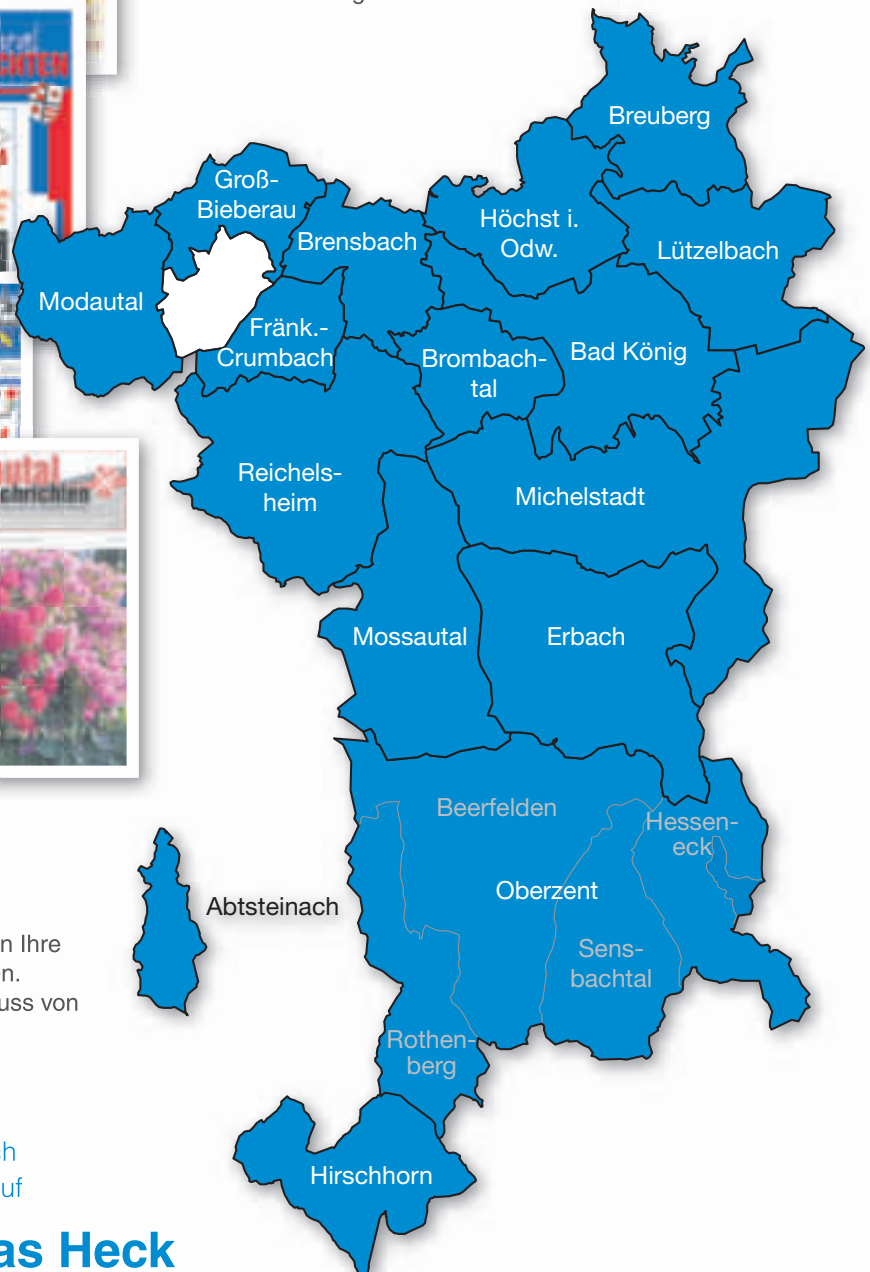 Breuberg
Groß-
Bieberau
Höchst i.
Odw.
Brensbach
Lützelbach
Modautal
Fränk.-
Crumbach
Brombach-
tal
Bad König
Reichels-
heim
Michelstadt
Mossautal
Erbach
Beerfelden
Hessen-
eck
Oberzent
Abtsteinach
Sens-
bachtal
n Ihre
n.
uss von
Rothen-
berg
Hirschhorn
h
uf
as Heck